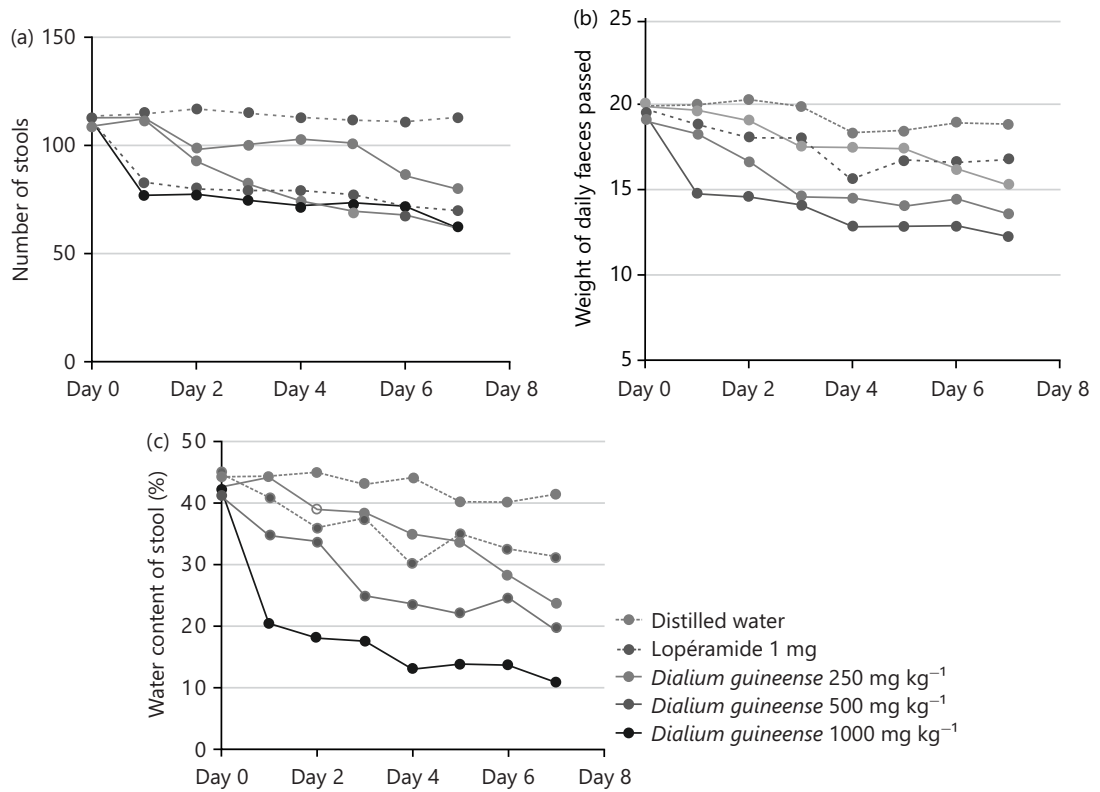 (a)
150
100
50
0
Number of stools
Day 0 Day 2 Day 4 Day 6 Day 8
(b)
25
20
15
10
5
Weight of daily faeces passed
Day 0 Day 2 Day 4 Day 6 Day 8
(c)
50
40
30
20
10
0
Water content of stool (%)
Day 0 Day 2 Day 4 Day 6 Day 8
Distilled water
Lopéramide 1 mg
Dialium guineense 250 mg kg⁻¹
Dialium guineense 500 mg kg⁻¹
Dialium guineense 1000 mg kg⁻¹